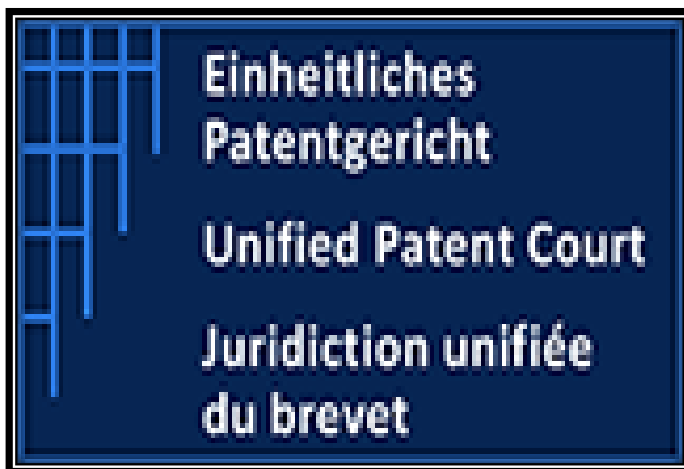 Einheitliches
Patentgericht
Unified Patent Court
Juridiction unifiée
du brevet